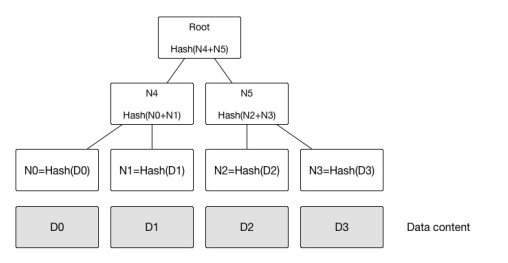 Root
Hash(N4+N5)
N4
Hash(N0+N1)
N5
Hash(N2+N3)
N0=Hash(D0)
N1=Hash(D1)
N2=Hash(D2)
N3=Hash(D3)
D0
D1
D2
D3
Data content